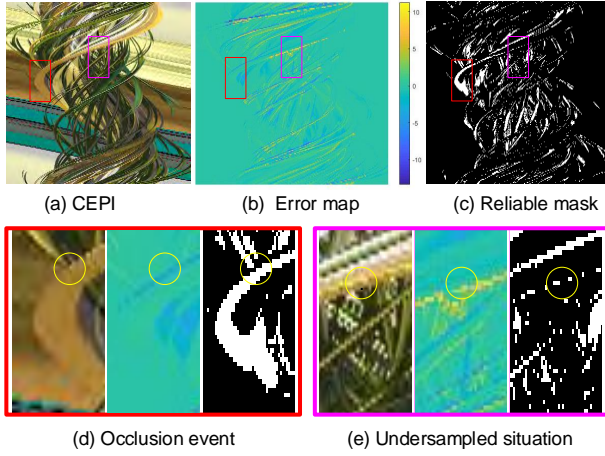 10
5
0
-5
-10
(a) CEPI
(b) Error map
(c) Reliable mask
(d) Occlusion event
(e) Undersampled situation